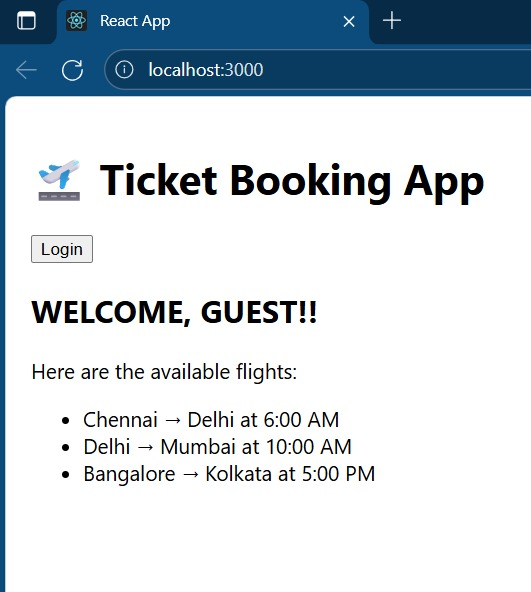 React App
localhost:3000
🛫 Ticket Booking App
Login
WELCOME, GUEST!!
Here are the available flights:
• Chennai → Delhi at 6:00 AM
• Delhi → Mumbai at 10:00 AM
• Bangalore → Kolkata at 5:00 PM